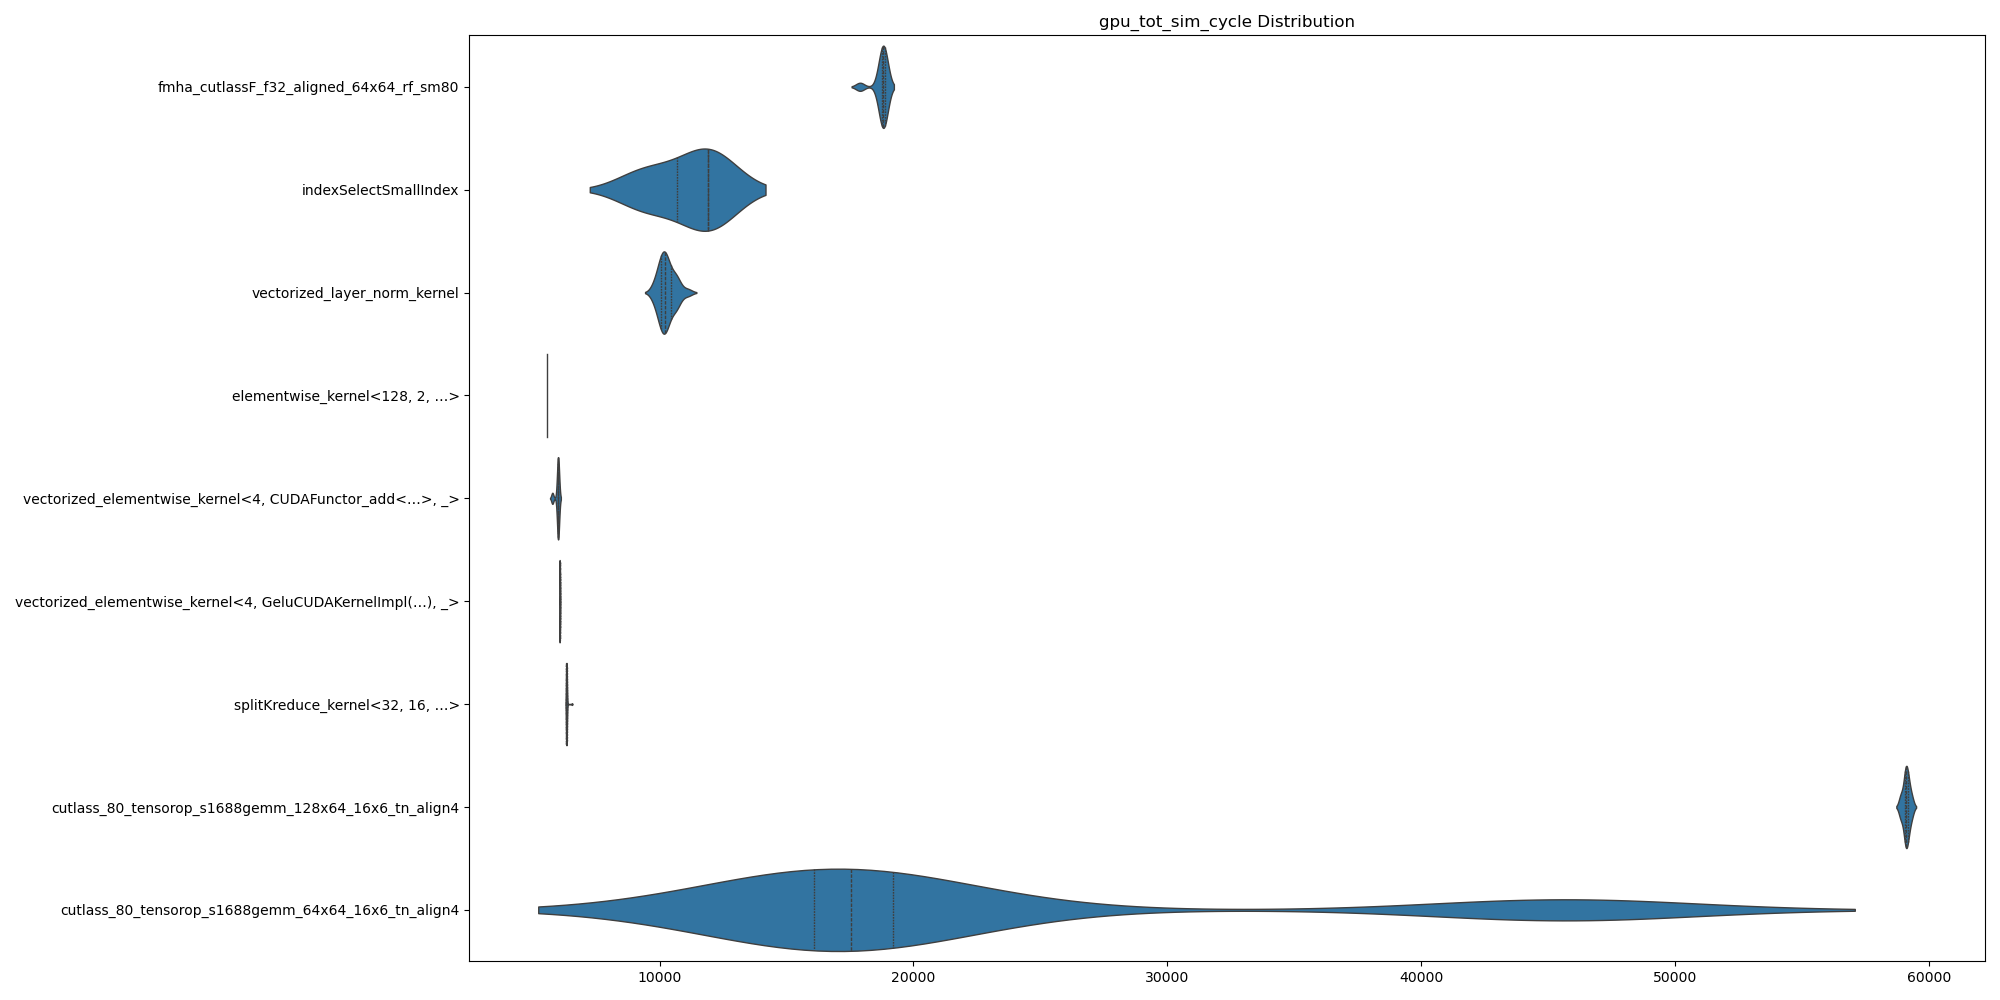 gpu_tot_sim_cycle Distribution
fmha_cutlassF_f32_aligned_64x64_rf_sm80
indexSelectSmallIndex
vectorized_layer_norm_kernel
elementwise_kernel<128, 2, ...>
vectorized_elementwise_kernel<4, CUDAFunctor_add<...>, _>
vectorized_elementwise_kernel<4, GeluCUDAKernelImpl(...), _>
splitKreduce_kernel<32, 16, ...>
cutlass_80_tensorop_s1688gemm_128x64_16x6_tn_align4
cutlass_80_tensorop_s1688gemm_64x64_16x6_tn_align4
10000 20000 30000 40000 50000 60000